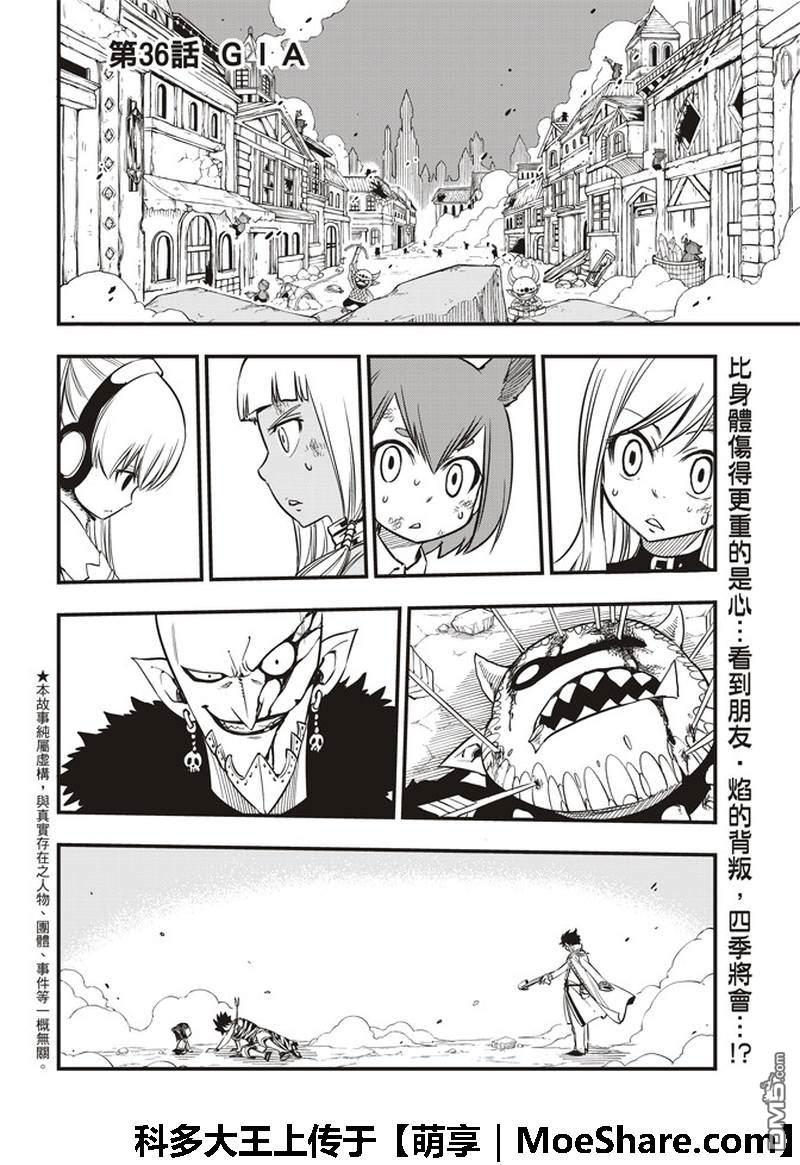 第36話 GIA
比身體傷得更重的是心…看到朋友・焰的背叛，四季將會…!?
★本故事純屬虛構，與真實存在之人物、團體、事件等一概無關。
科多大王上传于【萌享 | MoeShare.com】
DM5.com